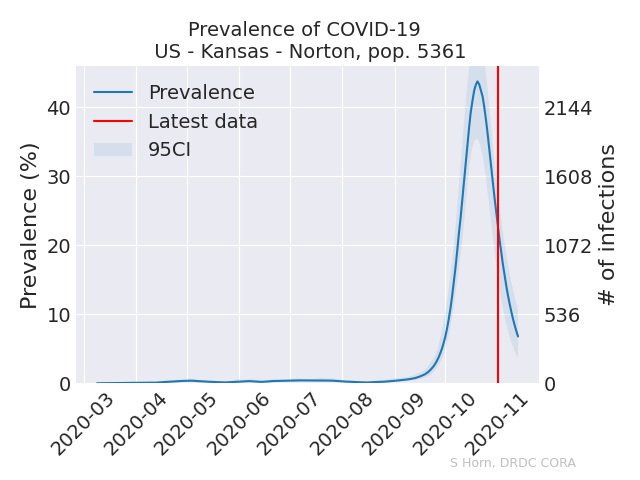 Prevalence of COVID-19
US - Kansas - Norton, pop. 5361
Prevalence
Latest data
95CI
Prevalence (%)
40
30
20
10
0
2144
1608
1072
536
0
# of infections
2020-03
2020-04
2020-05
2020-06
2020-07
2020-08
2020-09
2020-10
2020-11
S Horn, DRDC CORA